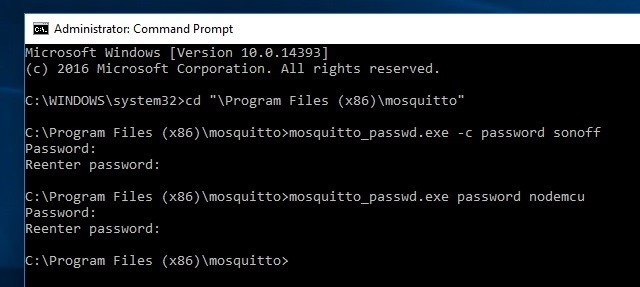 Administrator: Command Prompt
Microsoft Windows [Version 10.0.14393]
(c) 2016 Microsoft Corporation. All rights reserved.
C:\WINDOWS\system32>cd "\Program Files (x86)\mosquitto"
C:\Program Files (x86)\mosquitto>mosquitto_passwd.exe -c password sonoff
Password:
Reenter password:
C:\Program Files (x86)\mosquitto>mosquitto_passwd.exe password nodemcu
Password:
Reenter password:
C:\Program Files (x86)\mosquitto>